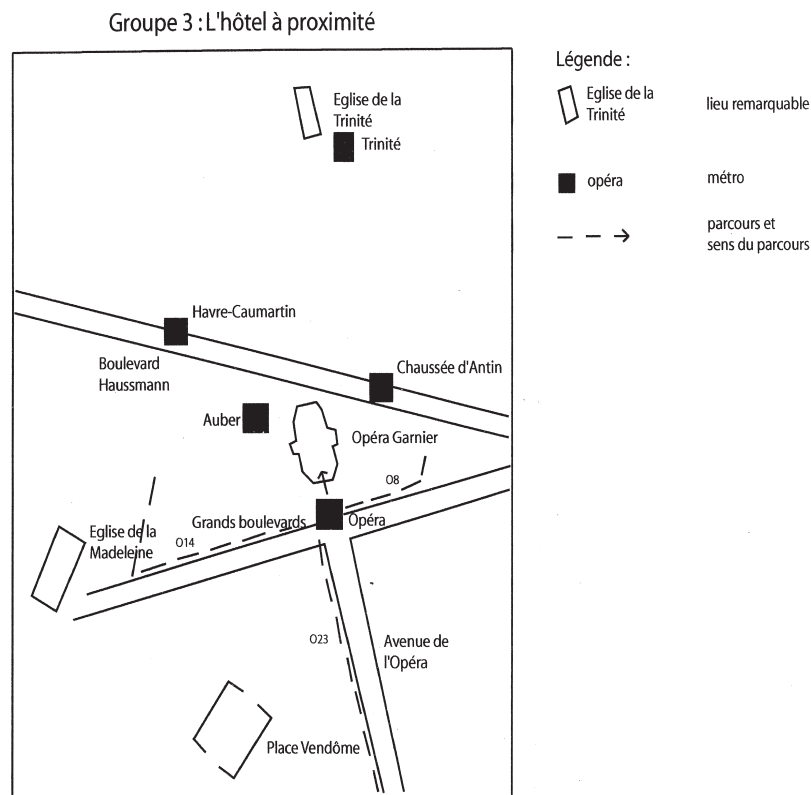 Groupe 3 : L'hôtel à proximité
Légende :
Eglise de la
Trinité
lieu remarquable
opéra
métro
parcours et
sens du parcours
Eglise de la
Trinité
Trinité
Havre-Caumartin
Boulevard
Haussmann
Chaussée d'Antin
Auber
Opéra Garnier
O8
Grands boulevards
Opéra
Eglise de la
Madeleine
O14
O23
Avenue de
l'Opéra
Place Vendôme